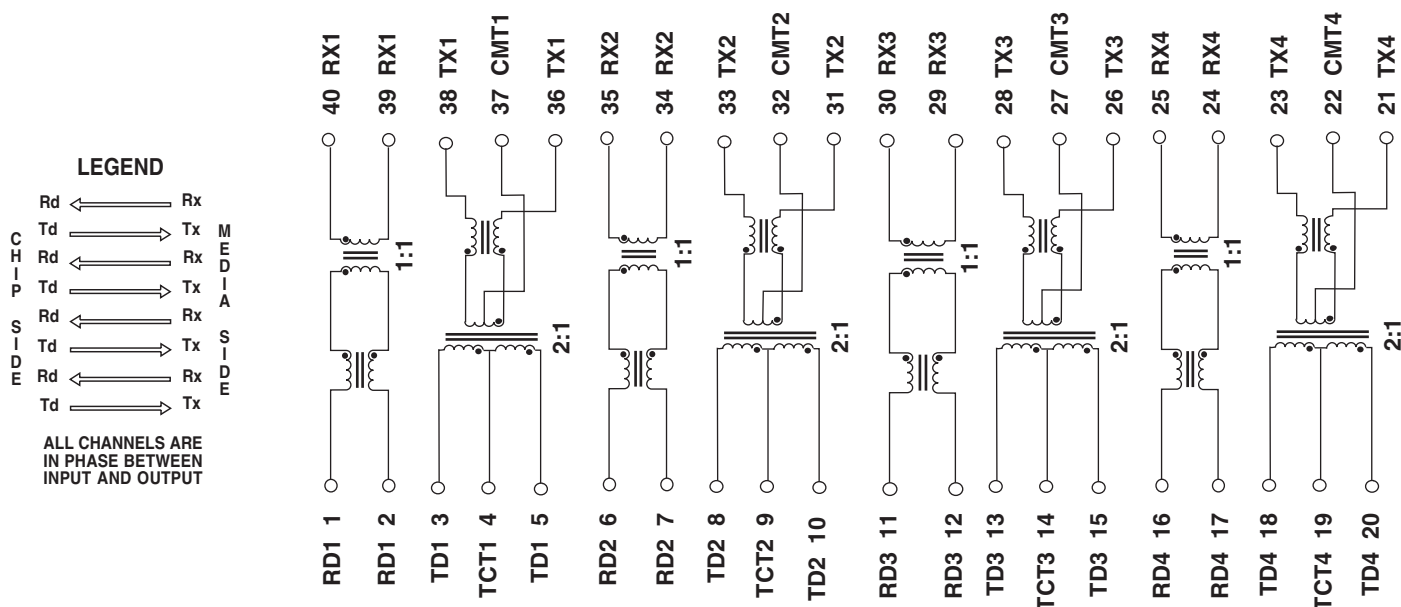 40 RX1
39 RX1
38 TX1
37 CMT1
36 TX1
35 RX2
34 RX2
33 TX2
32 CMT2
31 TX2
30 RX3
29 RX3
28 TX3
27 CMT3
26 TX3
25 RX4
24 RX4
23 TX4
22 CMT4
21 TX4
LEGEND
Rd Rx
Td Tx
Rd Rx
Td Tx
Rd Rx
Td Tx
Rd Rx
Td Tx
CHIP SIDE
MEDIA SIDE
ALL CHANNELS ARE
IN PHASE BETWEEN
INPUT AND OUTPUT
1:1
2:1
1:1
2:1
1:1
2:1
1:1
2:1
RD1 1
RD1 2
TD1 3
TCT1 4
TD1 5
RD2 6
RD2 7
TD2 8
TCT2 9
TD2 10
RD3 11
RD3 12
TD3 13
TCT3 14
TD3 15
RD4 16
RD4 17
TD4 18
TCT4 19
TD4 20